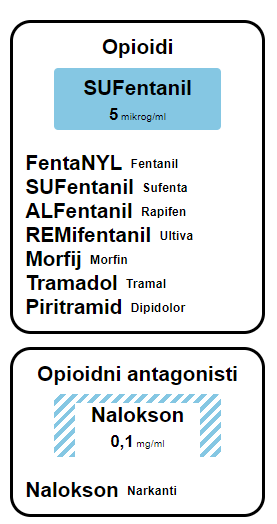 Opioidi
SUFentanil
5 mikrog/ml
FentaNYL Fentanil
SUFentanil Sufenta
ALFentanil Rapifen
REMifentanil Ultiva
Morfij Morfin
Tramadol Tramal
Piritramid Dipidolor
Opioidni antagonisti
Nalokson
0,1 mg/ml
Nalokson Narkanti